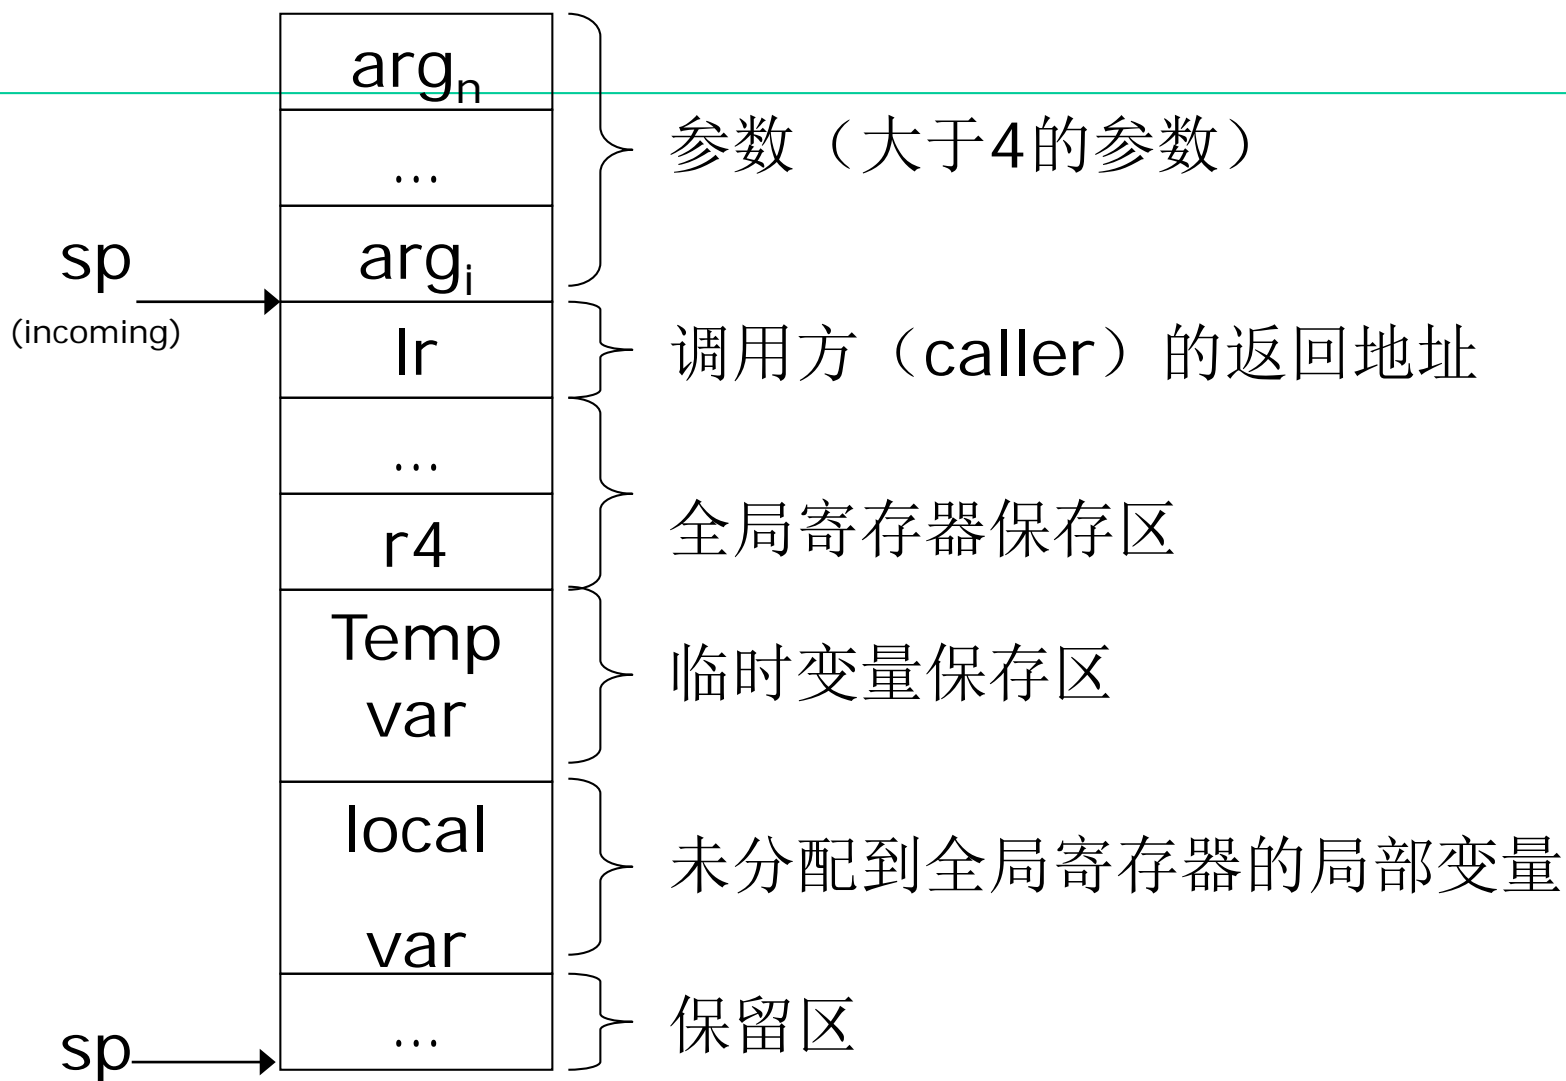 argn
...
参数（大于4的参数）
sp
argi
(incoming)
lr
调用方（caller）的返回地址
...
r4
全局寄存器保存区
Temp
var
临时变量保存区
local
var
未分配到全局寄存器的局部变量
...
保留区
sp